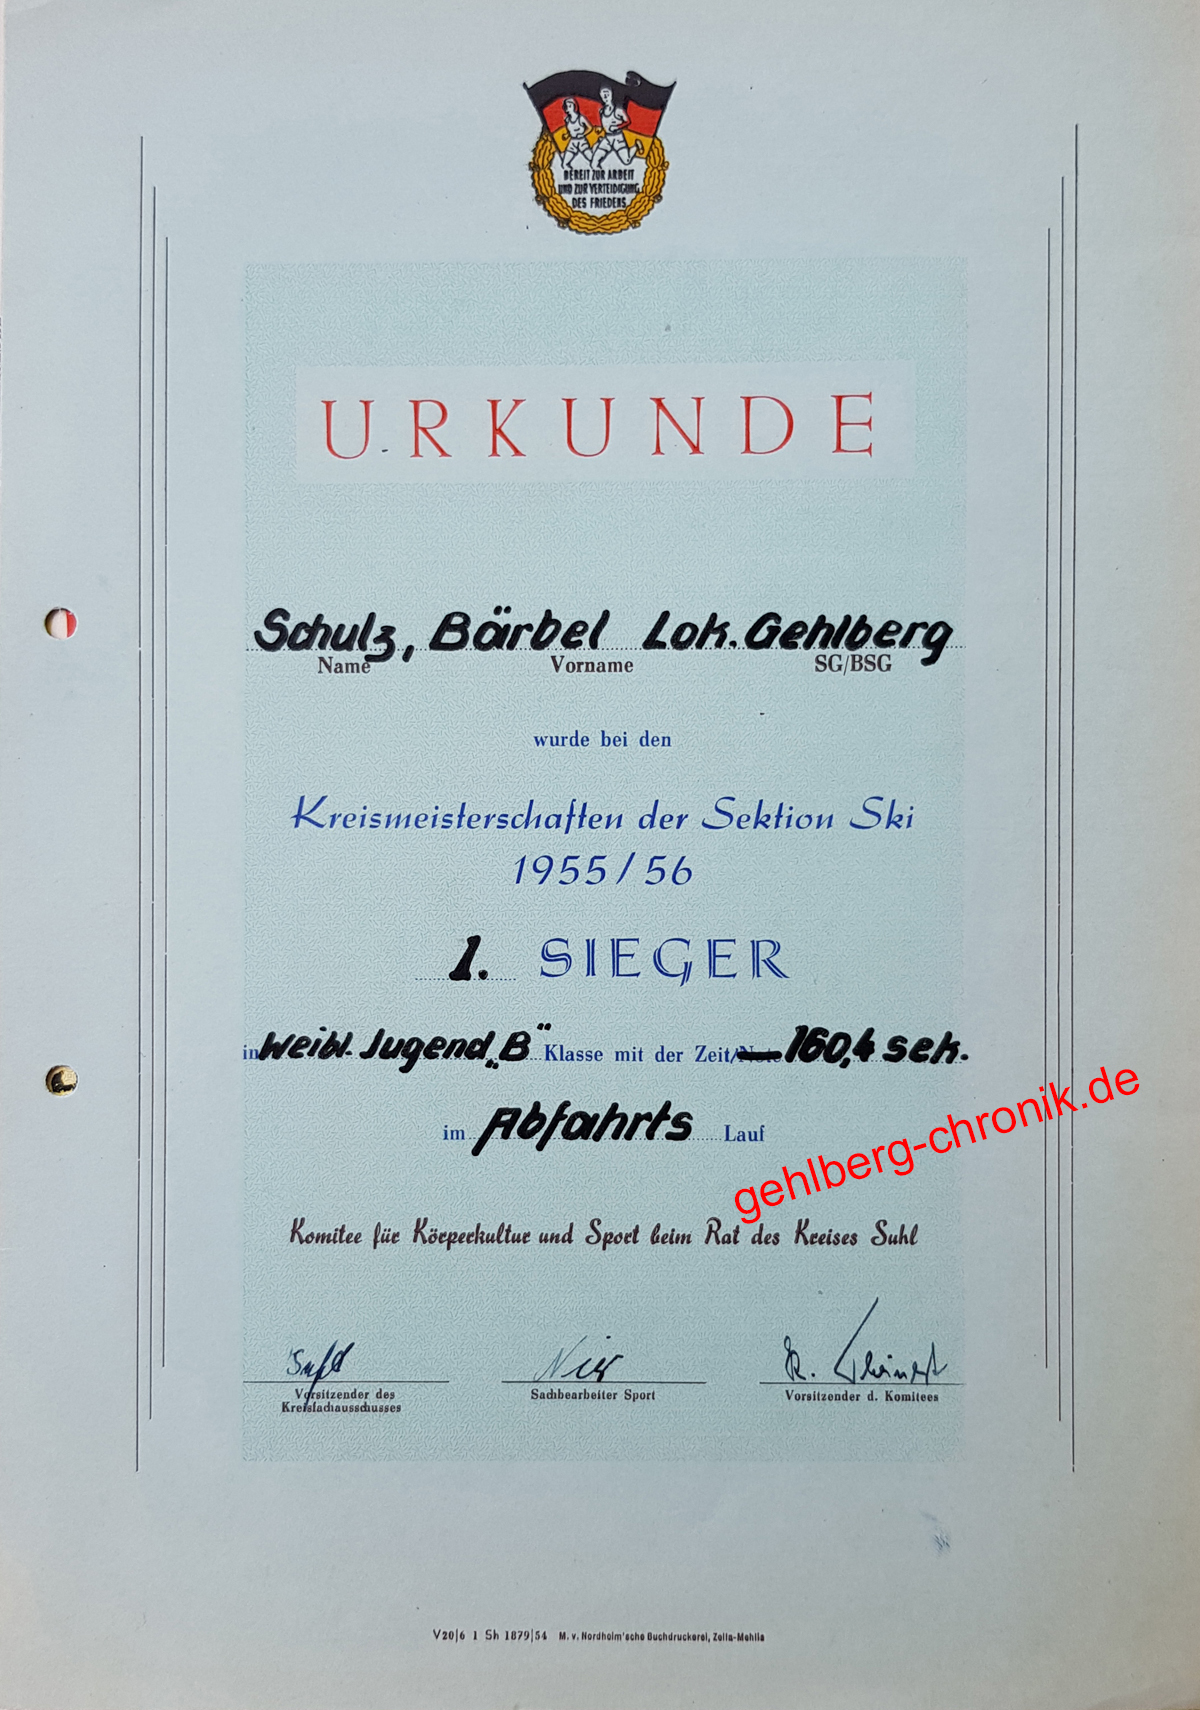 BEREIT ZUR ARBEIT
UND ZUR VERTEIDIGUNG
DES FRIEDENS
URKUNDE
Schulz, Bärbel Lok. Gehlberg
Name Vorname SG/BSG
wurde bei den
Kreismeisterschaften der Sektion Ski
1955/56
1. SIEGER
in Weibl. Jugend „B" Klasse mit der Zeit/Note 160,4 sek.
im Abfahrts Lauf
gehlberg-chronik.de
Komitee für Körperkultur und Sport beim Rat des Kreises Suhl
Vorsitzender des Kreisfachausschusses
Sachbearbeiter Sport
Vorsitzender d. Komitees
V20/6 1 Sh 1879/54 M. v. Nordheim'sche Buchdruckerei, Zella-Mehlis